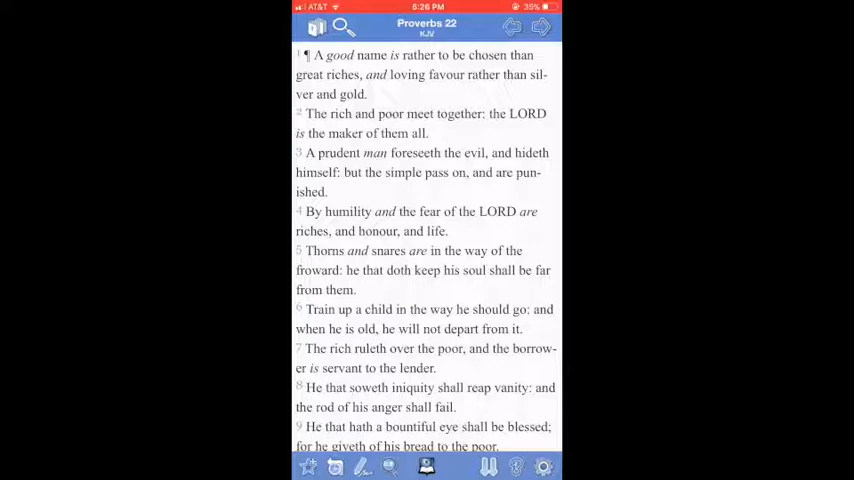 AT&T 6:26 PM 35%
Proverbs 22
KJV
1 ¶ A good name is rather to be chosen than
great riches, and loving favour rather than sil-
ver and gold.
2 The rich and poor meet together: the LORD
is the maker of them all.
3 A prudent man foreseeth the evil, and hideth
himself: but the simple pass on, and are pun-
ished.
4 By humility and the fear of the LORD are
riches, and honour, and life.
5 Thorns and snares are in the way of the
froward: he that doth keep his soul shall be far
from them.
6 Train up a child in the way he should go: and
when he is old, he will not depart from it.
7 The rich ruleth over the poor, and the borrow-
er is servant to the lender.
8 He that soweth iniquity shall reap vanity: and
the rod of his anger shall fail.
9 He that hath a bountiful eye shall be blessed;
for he giveth of his bread to the poor.